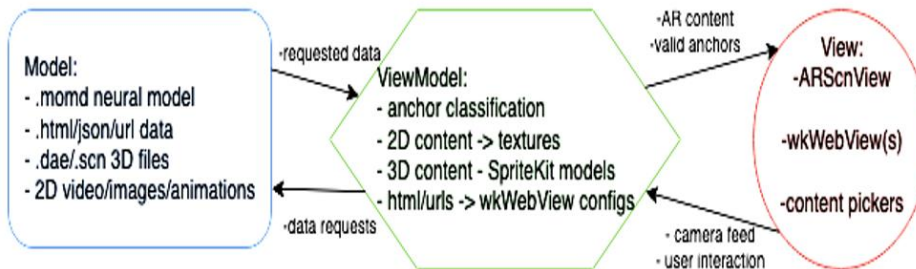 Model:
- .momd neural model
- .html/json/url data
- .dae/.scn 3D files
- 2D video/images/animations
-requested data
-data requests
ViewModel:
- anchor classification
- 2D content -> textures
- 3D content - SpriteKit models
- html/urls -> wkWebView configs
-AR content
-valid anchors
- camera feed
- user interaction
View:
-ARScnView
-wkWebView(s)
-content pickers